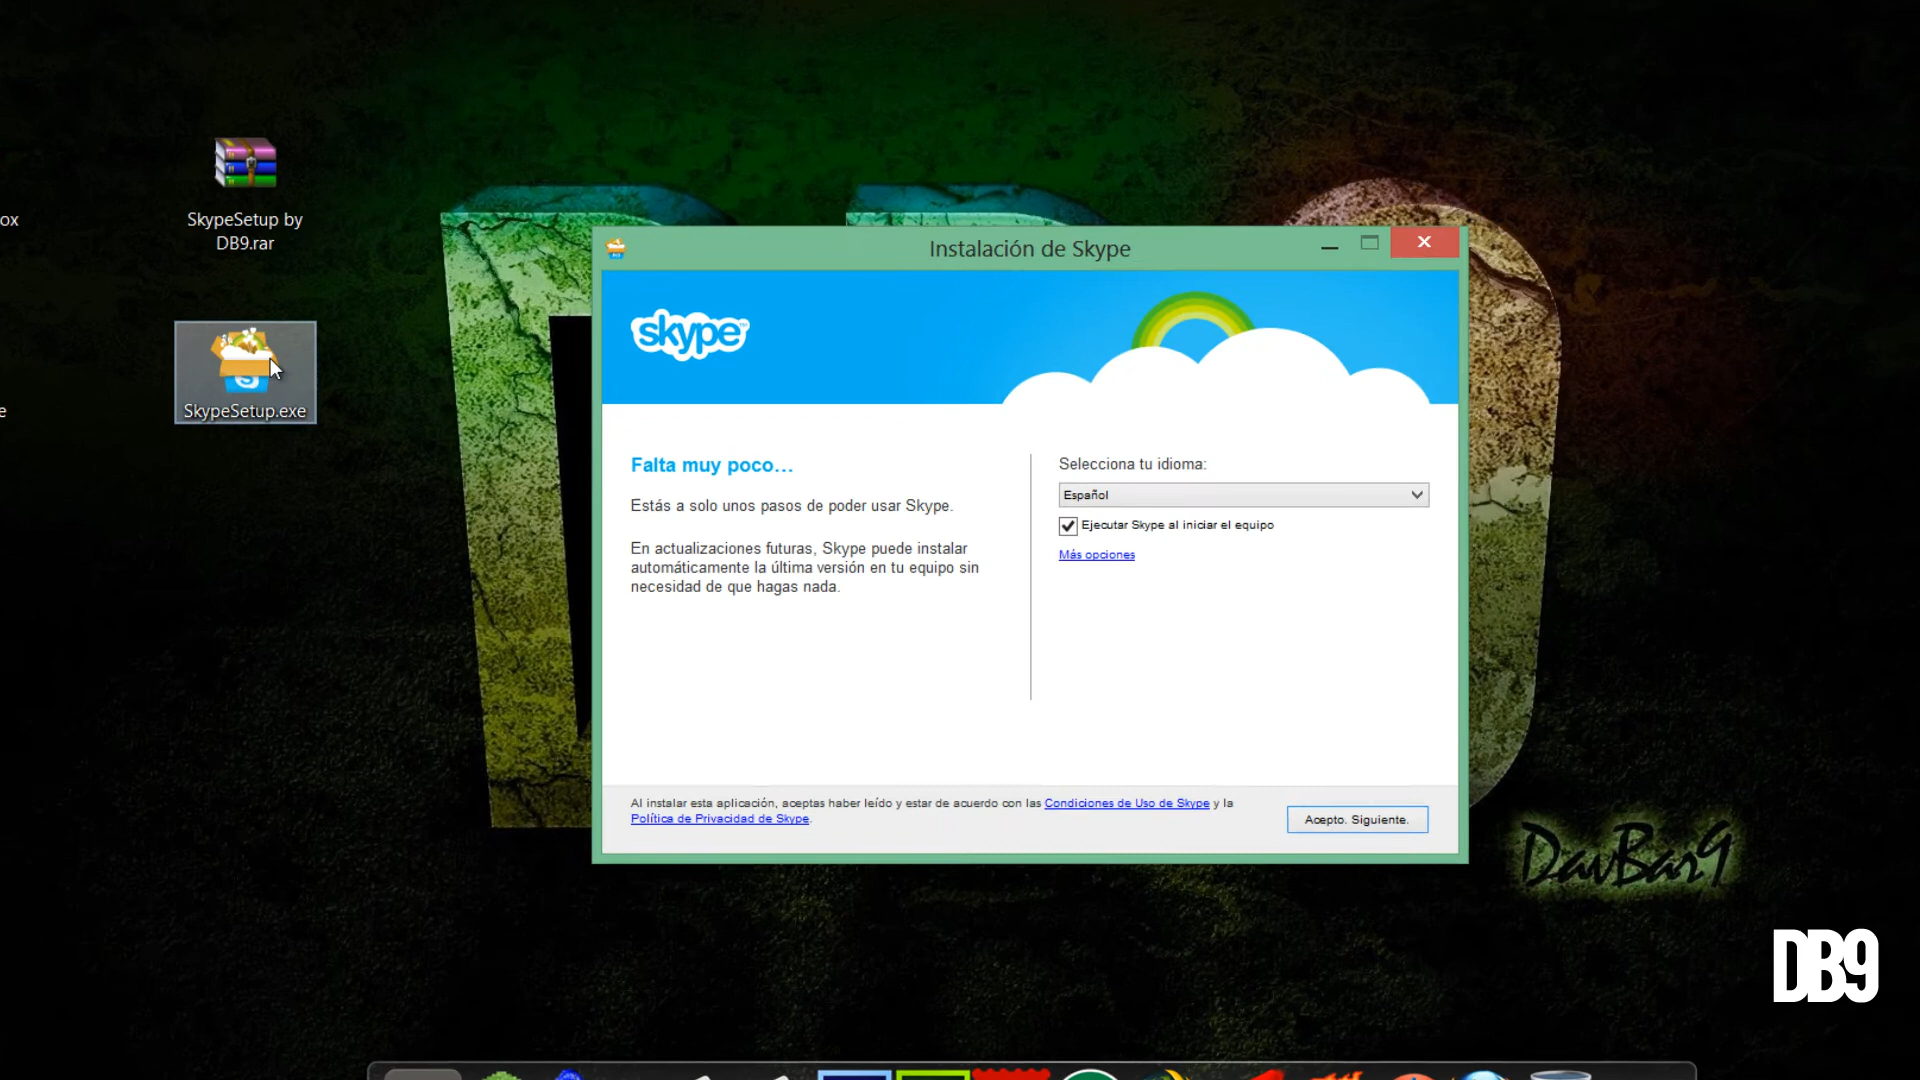 ox
SkypeSetup by
DB9.rar
e
SkypeSetup.exe
Instalación de Skype
skype
Falta muy poco...
Estás a solo unos pasos de poder usar Skype.
En actualizaciones futuras, Skype puede instalar
automáticamente la última versión en tu equipo sin
necesidad de que hagas nada.
Selecciona tu idioma:
Español
Ejecutar Skype al iniciar el equipo
Más opciones
Al instalar esta aplicación, aceptas haber leído y estar de acuerdo con las Condiciones de Uso de Skype y la
Política de Privacidad de Skype.
Acepto. Siguiente.
DavBar9
DB9